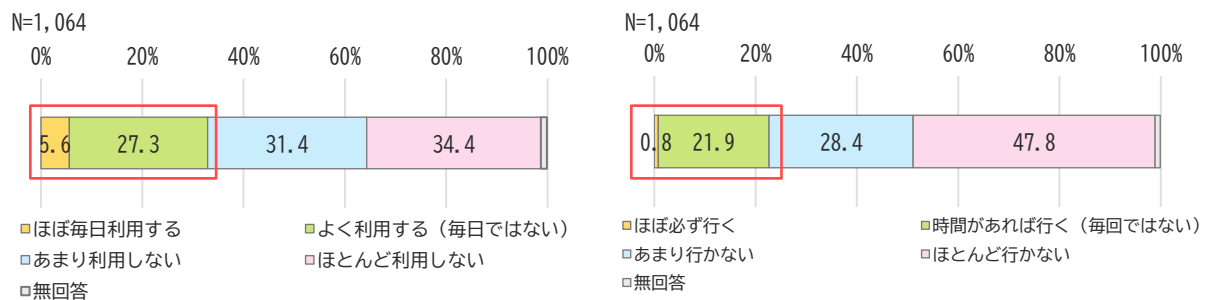 N=1,064
0% 20% 40% 60% 80% 100%
5.6 27.3 31.4 34.4
ほぼ毎日利用する よく利用する（毎日ではない）
あまり利用しない ほとんど利用しない
無回答
N=1,064
0% 20% 40% 60% 80% 100%
0.8 21.9 28.4 47.8
ほぼ必ず行く 時間があれば行く（毎回ではない）
あまり行かない ほとんど行かない
無回答